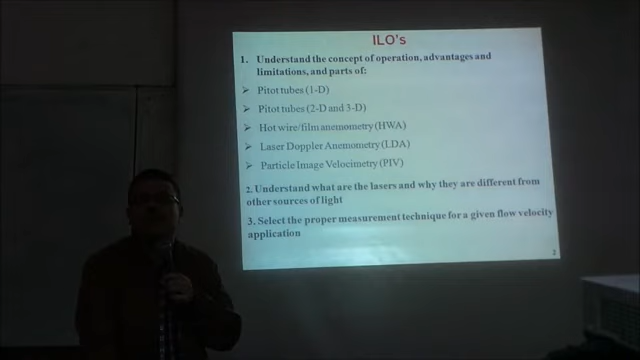 ILO's
1. Understand the concept of operation, advantages and
limitations, and parts of:
➢ Pitot tubes (1-D)
➢ Pitot tubes (2-D and 3-D)
➢ Hot wire/film anemometry (HWA)
➢ Laser Doppler Anemometry (LDA)
➢ Particle Image Velocimetry (PIV)
2. Understand what are the lasers and why they are different from
other sources of light
3. Select the proper measurement technique for a given flow velocity
application
2